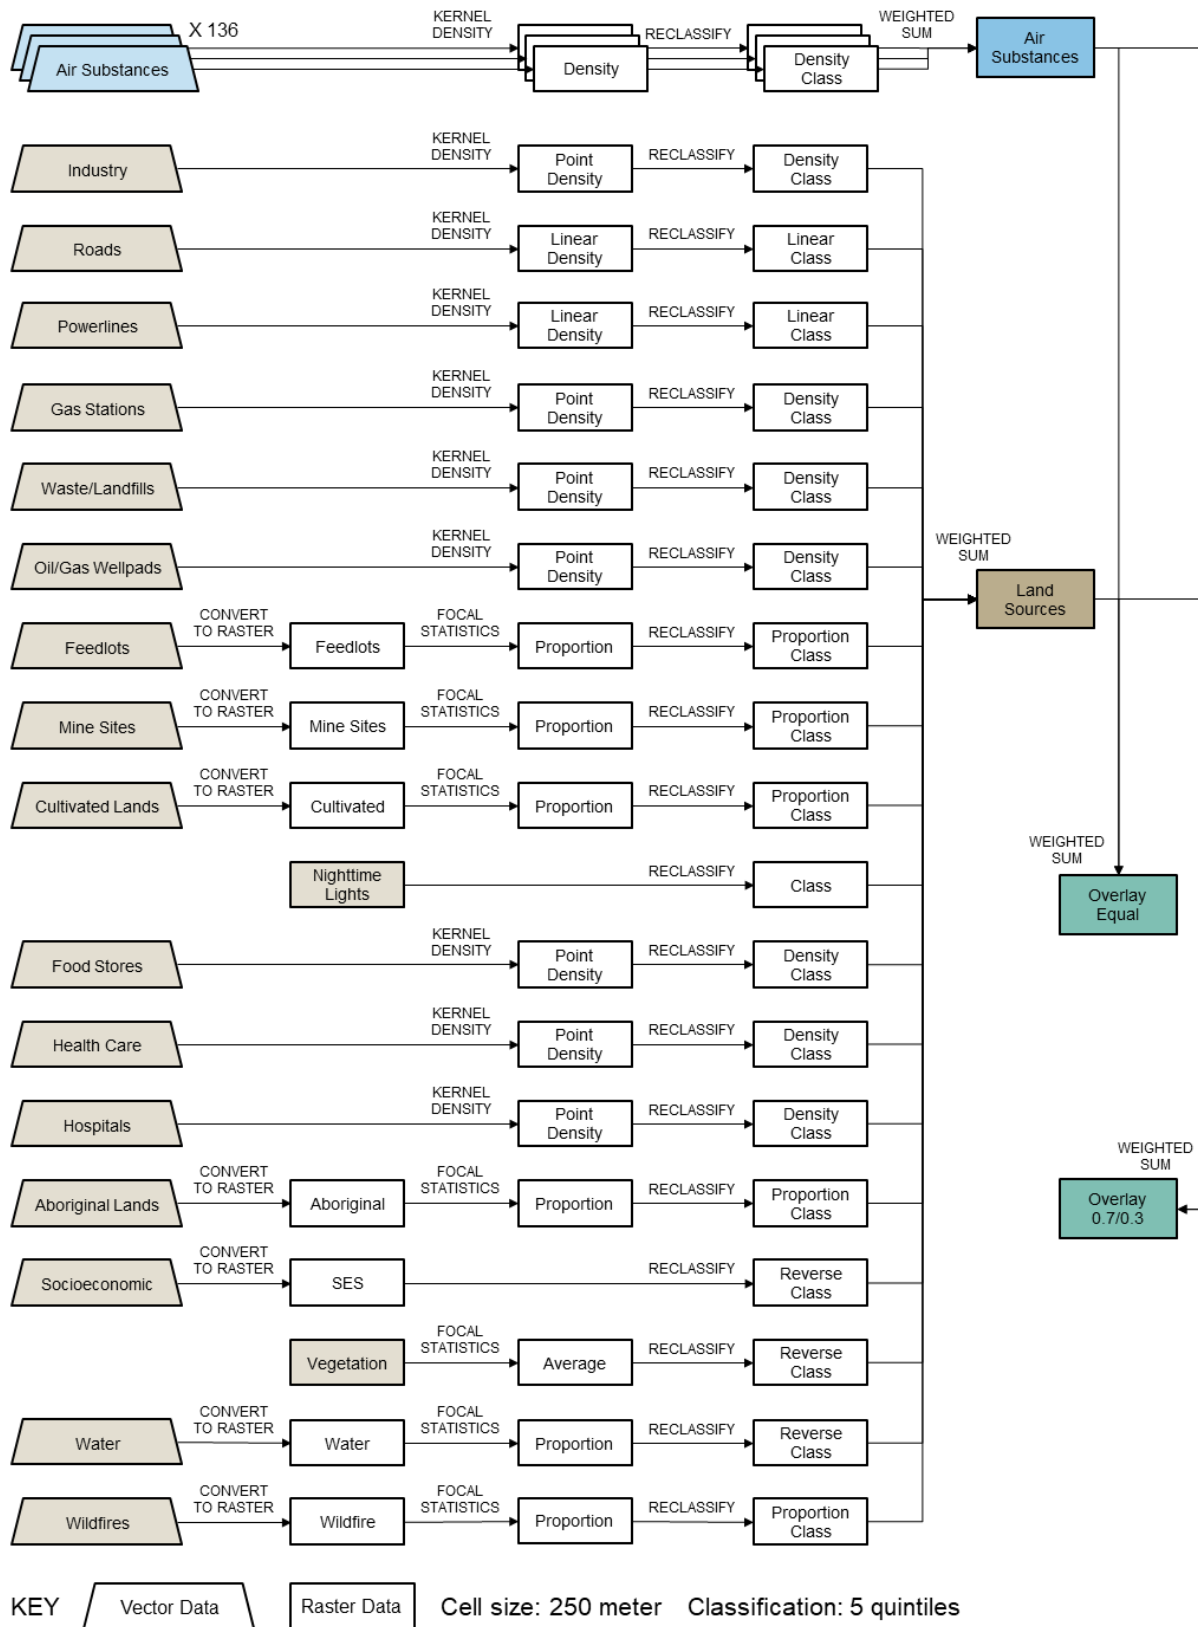 X 136
Air Substances
KERNEL
DENSITY
Density
RECLASSIFY
Density
Class
WEIGHTED
SUM
Air
Substances
Industry
KERNEL
DENSITY
Point
Density
RECLASSIFY
Density
Class
Roads
KERNEL
DENSITY
Linear
Density
RECLASSIFY
Linear
Class
Powerlines
KERNEL
DENSITY
Linear
Density
RECLASSIFY
Linear
Class
Gas Stations
KERNEL
DENSITY
Point
Density
RECLASSIFY
Density
Class
Waste/Landfills
KERNEL
DENSITY
Point
Density
RECLASSIFY
Density
Class
Oil/Gas Wellpads
KERNEL
DENSITY
Point
Density
RECLASSIFY
Density
Class
WEIGHTED
SUM
Land
Sources
Feedlots
CONVERT
TO RASTER
Feedlots
FOCAL
STATISTICS
Proportion
RECLASSIFY
Proportion
Class
Mine Sites
CONVERT
TO RASTER
Mine Sites
FOCAL
STATISTICS
Proportion
RECLASSIFY
Proportion
Class
Cultivated Lands
CONVERT
TO RASTER
Cultivated
FOCAL
STATISTICS
Proportion
RECLASSIFY
Proportion
Class
Nighttime
Lights
RECLASSIFY
Class
WEIGHTED
SUM
Overlay
Equal
Food Stores
KERNEL
DENSITY
Point
Density
RECLASSIFY
Density
Class
Health Care
KERNEL
DENSITY
Point
Density
RECLASSIFY
Density
Class
Hospitals
KERNEL
DENSITY
Point
Density
RECLASSIFY
Density
Class
Aboriginal Lands
CONVERT
TO RASTER
Aboriginal
FOCAL
STATISTICS
Proportion
RECLASSIFY
Proportion
Class
WEIGHTED
SUM
Overlay
0.7/0.3
Socioeconomic
CONVERT
TO RASTER
SES
RECLASSIFY
Reverse
Class
Vegetation
FOCAL
STATISTICS
Average
RECLASSIFY
Reverse
Class
Water
CONVERT
TO RASTER
Water
FOCAL
STATISTICS
Proportion
RECLASSIFY
Reverse
Class
Wildfires
CONVERT
TO RASTER
Wildfire
FOCAL
STATISTICS
Proportion
RECLASSIFY
Proportion
Class
KEY
Vector Data
Raster Data
Cell size: 250 meter
Classification: 5 quintiles